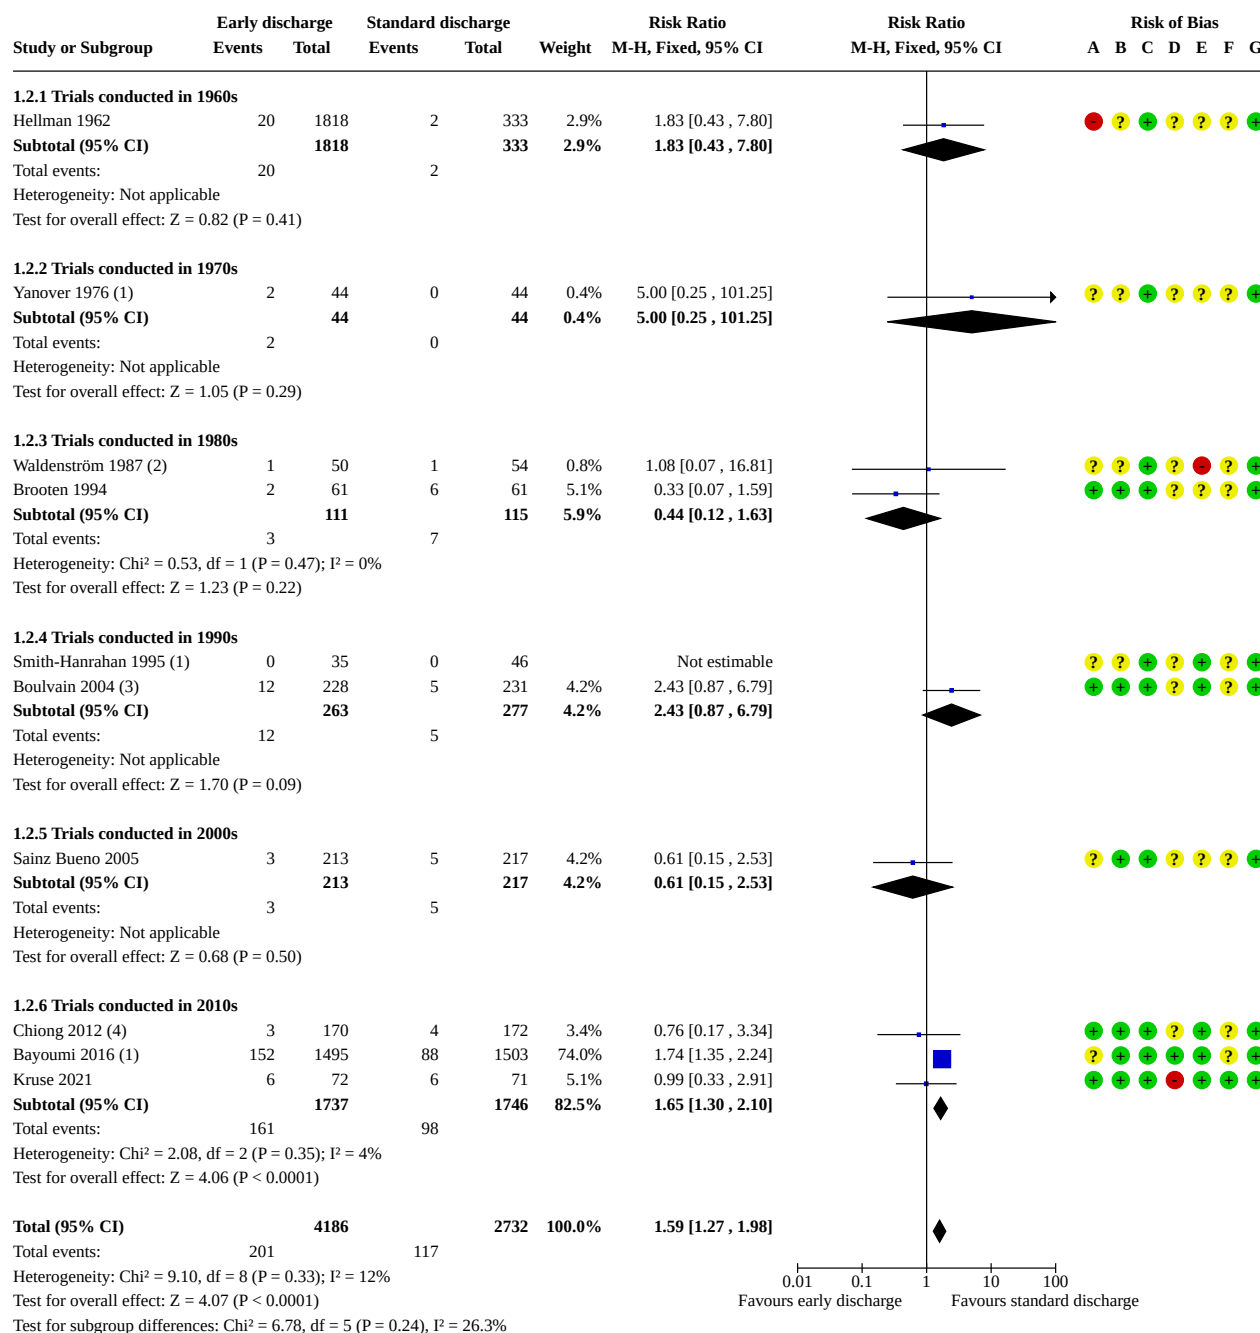 Early discharge Standard discharge Risk Ratio Risk Ratio Risk of Bias
Study or Subgroup Events Total Events Total Weight M-H, Fixed, 95% CI M-H, Fixed, 95% CI A B C D E F G
1.2.1 Trials conducted in 1960s
Hellman 1962 20 1818 2 333 2.9% 1.83 [0.43 , 7.80] - ? + ? ? ? +
Subtotal (95% CI) 1818 333 2.9% 1.83 [0.43 , 7.80]
Total events: 20 2
Heterogeneity: Not applicable
Test for overall effect: Z = 0.82 (P = 0.41)
1.2.2 Trials conducted in 1970s
Yanover 1976 (1) 2 44 0 44 0.4% 5.00 [0.25 , 101.25] ? ? + ? ? ? +
Subtotal (95% CI) 44 44 0.4% 5.00 [0.25 , 101.25]
Total events: 2 0
Heterogeneity: Not applicable
Test for overall effect: Z = 1.05 (P = 0.29)
1.2.3 Trials conducted in 1980s
Waldenström 1987 (2) 1 50 1 54 0.8% 1.08 [0.07 , 16.81] ? ? + ? - ? +
Brooten 1994 2 61 6 61 5.1% 0.33 [0.07 , 1.59] + + + ? ? ? +
Subtotal (95% CI) 111 115 5.9% 0.44 [0.12 , 1.63]
Total events: 3 7
Heterogeneity: Chi² = 0.53, df = 1 (P = 0.47); I² = 0%
Test for overall effect: Z = 1.23 (P = 0.22)
1.2.4 Trials conducted in 1990s
Smith-Hanrahan 1995 (1) 0 35 0 46 Not estimable ? ? + ? + ? +
Boulvain 2004 (3) 12 228 5 231 4.2% 2.43 [0.87 , 6.79] + + + ? + ? +
Subtotal (95% CI) 263 277 4.2% 2.43 [0.87 , 6.79]
Total events: 12 5
Heterogeneity: Not applicable
Test for overall effect: Z = 1.70 (P = 0.09)
1.2.5 Trials conducted in 2000s
Sainz Bueno 2005 3 213 5 217 4.2% 0.61 [0.15 , 2.53] ? + + ? ? ? +
Subtotal (95% CI) 213 217 4.2% 0.61 [0.15 , 2.53]
Total events: 3 5
Heterogeneity: Not applicable
Test for overall effect: Z = 0.68 (P = 0.50)
1.2.6 Trials conducted in 2010s
Chiong 2012 (4) 3 170 4 172 3.4% 0.76 [0.17 , 3.34] + + + ? + ? +
Bayoumi 2016 (1) 152 1495 88 1503 74.0% 1.74 [1.35 , 2.24] ? + + + + ? +
Kruse 2021 6 72 6 71 5.1% 0.99 [0.33 , 2.91] + + + - + + +
Subtotal (95% CI) 1737 1746 82.5% 1.65 [1.30 , 2.10]
Total events: 161 98
Heterogeneity: Chi² = 2.08, df = 2 (P = 0.35); I² = 4%
Test for overall effect: Z = 4.06 (P < 0.0001)
Total (95% CI) 4186 2732 100.0% 1.59 [1.27 , 1.98]
Total events: 201 117
Heterogeneity: Chi² = 9.10, df = 8 (P = 0.33); I² = 12%
0.01 0.1 1 10 100
Test for overall effect: Z = 4.07 (P < 0.0001)
Favours early discharge Favours standard discharge
Test for subgroup differences: Chi² = 6.78, df = 5 (P = 0.24), I² = 26.3%